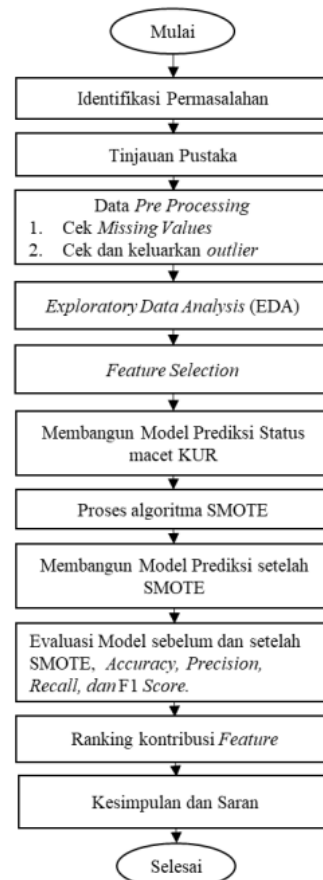 Mulai
Identifikasi Permasalahan
Tinjauan Pustaka
Data Pre Processing
1. Cek Missing Values
2. Cek dan keluarkan outlier
Exploratory Data Analysis (EDA)
Feature Selection
Membangun Model Prediksi Status
macet KUR
Proses algoritma SMOTE
Membangun Model Prediksi setelah
SMOTE
Evaluasi Model sebelum dan setelah
SMOTE, Accuracy, Precision,
Recall, dan F1 Score.
Ranking kontribusi Feature
Kesimpulan dan Saran
Selesai